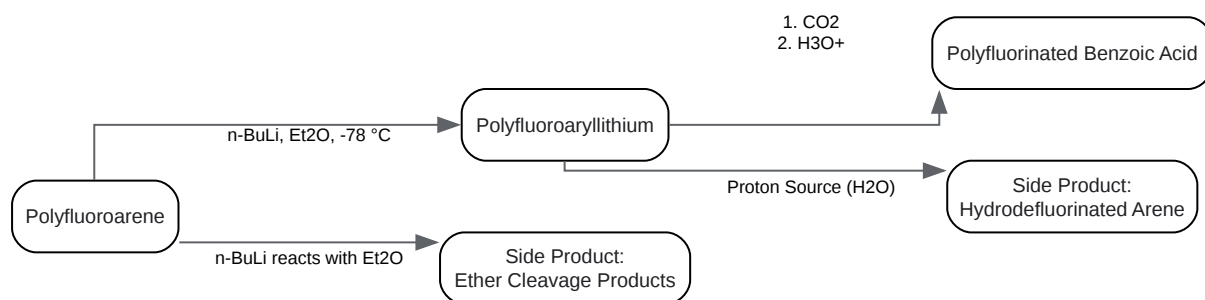 1. CO2
2. H3O+
Polyfluorinated Benzoic Acid
n-BuLi, Et2O, -78 °C
Polyfluoroaryllithium
Proton Source (H2O)
Side Product:
Hydrodefluorinated Arene
Polyfluoroarene
n-BuLi reacts with Et2O
Side Product:
Ether Cleavage Products